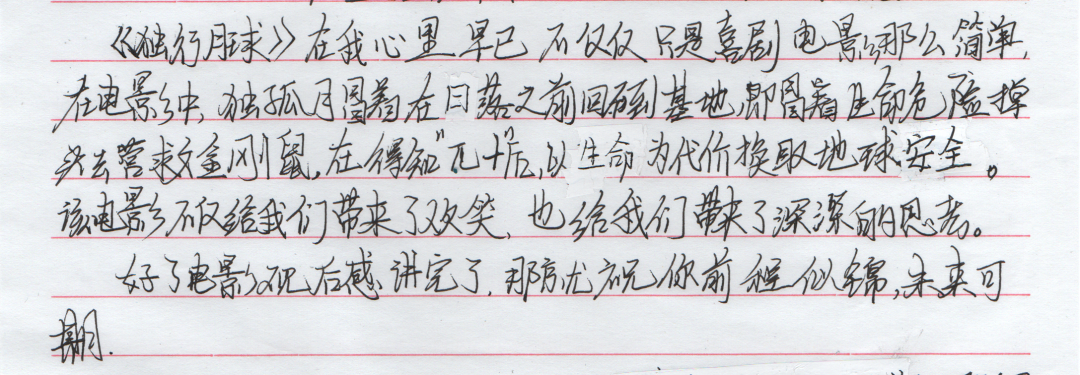 《独行月球》在我心里早已不仅仅只是喜剧电影那么简单,
在电影中,独孤月图着在日落之前回到基地,即冒着生命危险掉
头去营救金刚鼠,在得知"π+"后,以生命为代价换取地球安全。
该电影不仅给我们带来了欢笑,也给我们带来了深深的思考。
好了电影观后感讲完了,那就祝你前程似锦,未来可
期.